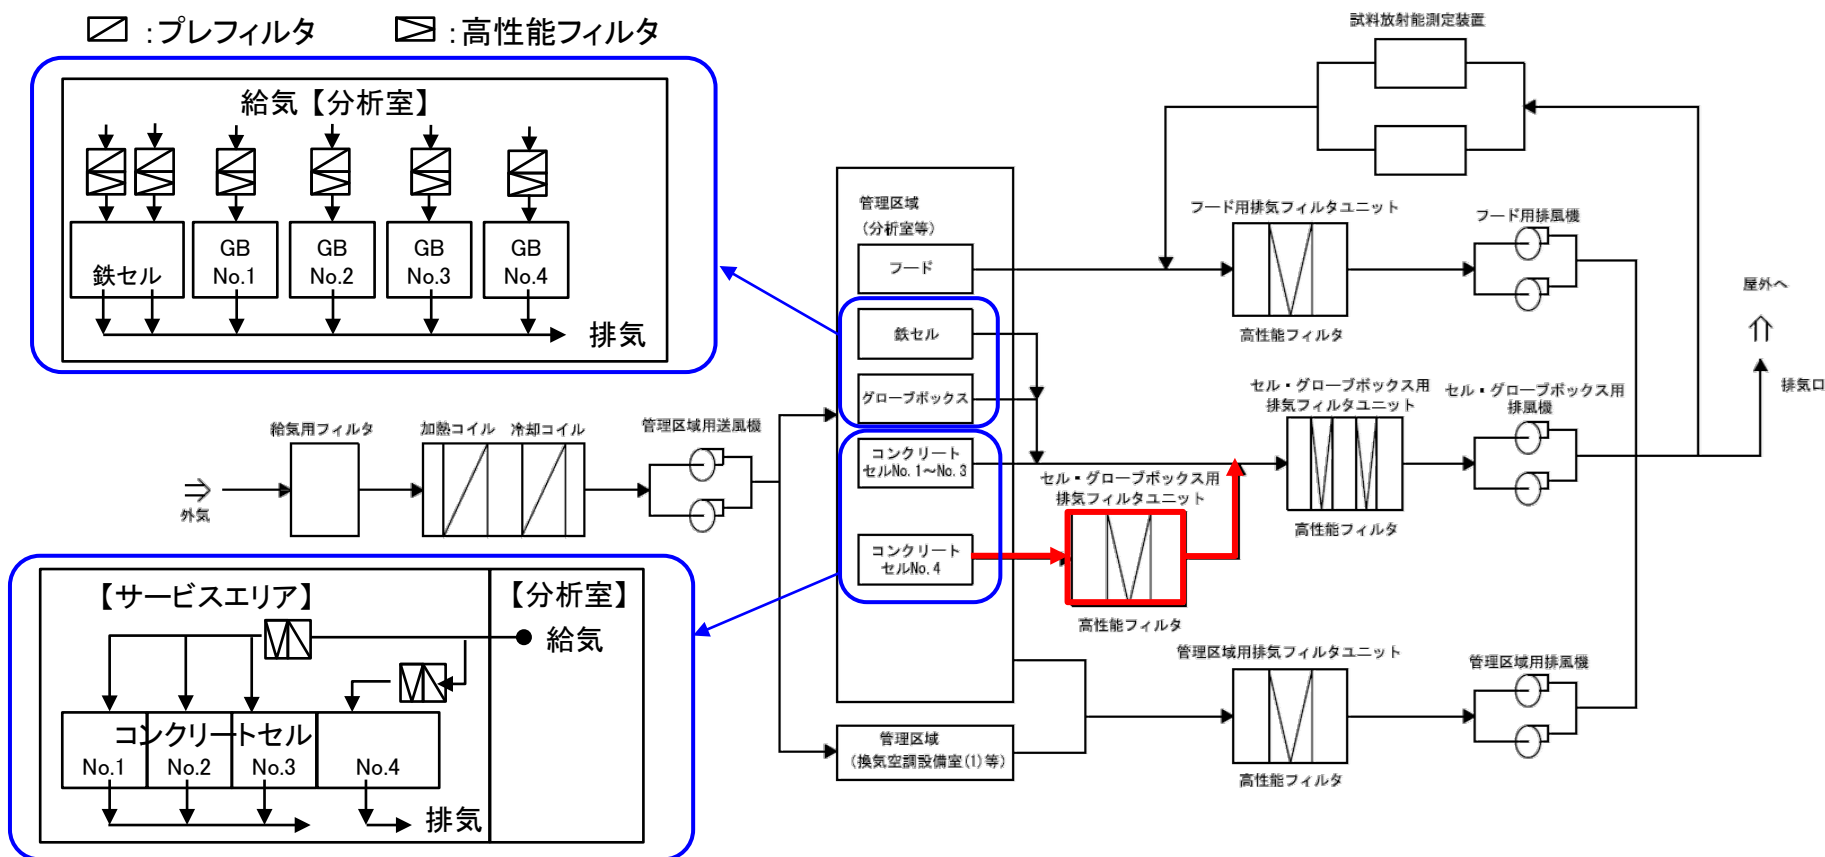 ：プレフィルタ
：高性能フィルタ
給気【分析室】
鉄セル
GB
No.1
GB
No.2
GB
No.3
GB
No.4
排気
試料放射能測定装置
管理区域
（分析室等）
フード
鉄セル
グローブボックス
コンクリート
セルNo.1～No.3
コンクリート
セルNo.4
フード用排気フィルタユニット
高性能フィルタ
フード用排風機
屋外へ
排気口
セル・グローブボックス用
排気フィルタユニット
高性能フィルタ
セル・グローブボックス用
排風機
セル・グローブボックス用
排気フィルタユニット
高性能フィルタ
給気用フィルタ
加熱コイル
冷却コイル
管理区域用送風機
外気
管理区域用排気フィルタユニット
高性能フィルタ
管理区域用排風機
管理区域
（換気空調設備室(1)等）
【サービスエリア】
【分析室】
給気
コンクリートセル
No.1
No.2
No.3
No.4
排気